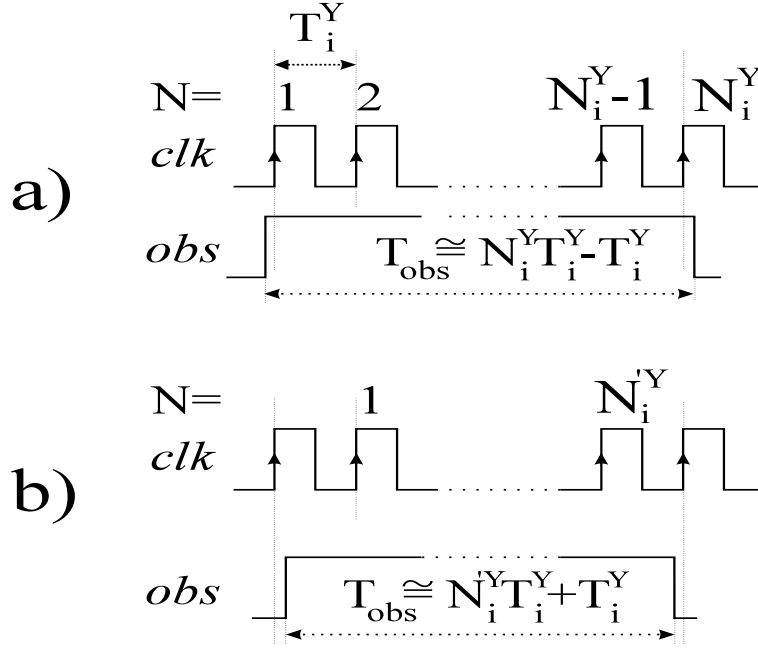 T_i^Y
N= 1 2 N_i^Y-1 N_i^Y
clk
a)
obs T_obs ≅ N_i^Y T_i^Y - T_i^Y
N= 1 N_i^'Y
clk
b)
obs T_obs ≅ N_i^'Y T_i^Y + T_i^Y